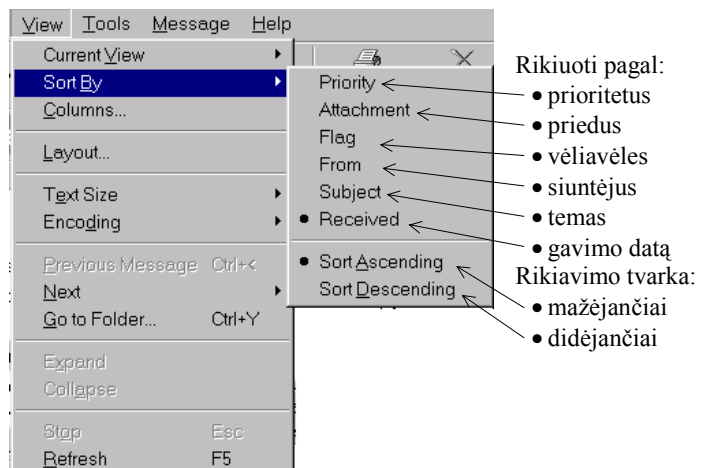 View Tools Message Help
Current View
Sort By
Columns...
Layout...
Text Size
Encoding
Previous Message Ctrl+<
Next
Go to Folder... Ctrl+Y
Expand
Collapse
Stop Esc
Refresh F5
Priority
Attachment
Flag
From
Subject
• Received
• Sort Ascending
Sort Descending
Rikiuoti pagal:
• prioritetus
• priedus
• vėliavėles
• siuntėjus
• temas
• gavimo datą
Rikiavimo tvarka:
• mažėjančiai
• didėjančiai